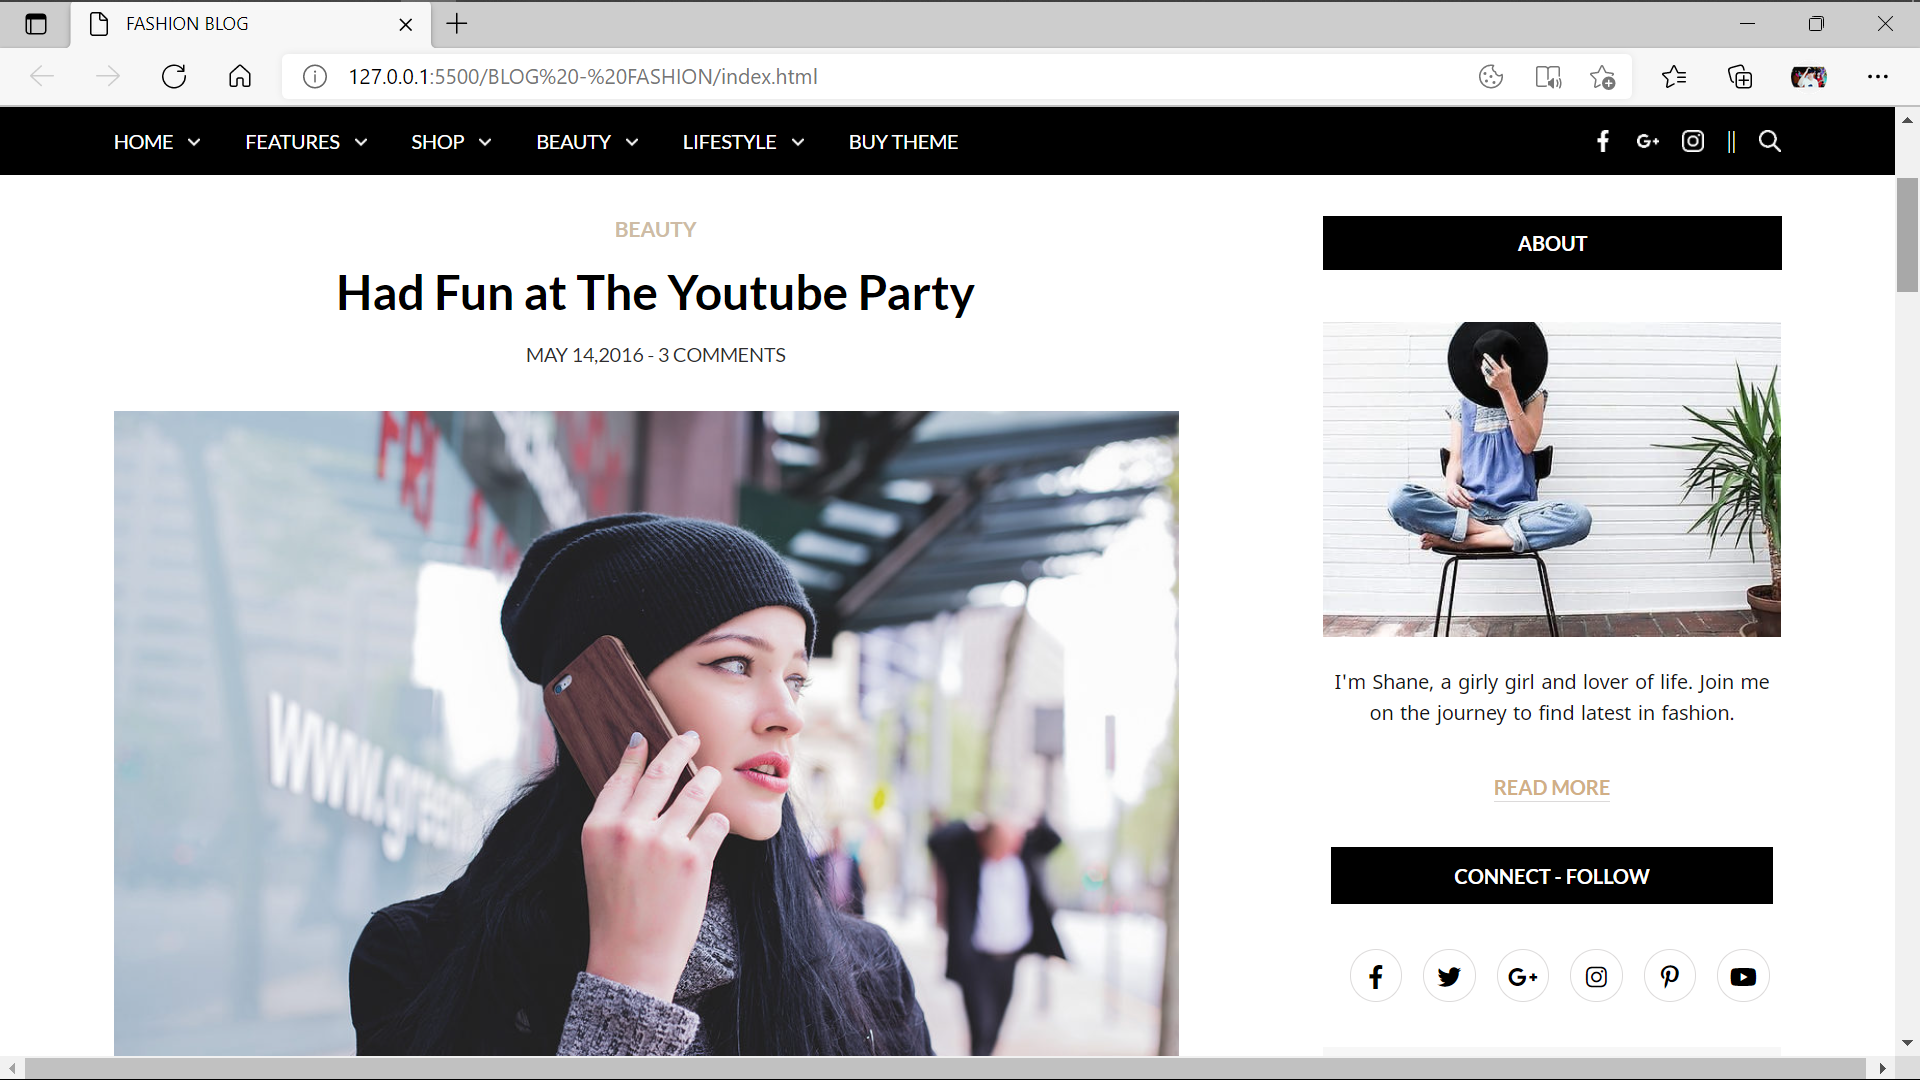 FASHION BLOG
127.0.0.1:5500/BLOG%20-%20FASHION/index.html
HOME FEATURES SHOP BEAUTY LIFESTYLE BUY THEME
BEAUTY
Had Fun at The Youtube Party
MAY 14,2016 - 3 COMMENTS
FRI
www.green
ABOUT
I'm Shane, a girly girl and lover of life. Join me
on the journey to find latest in fashion.
READ MORE
CONNECT - FOLLOW